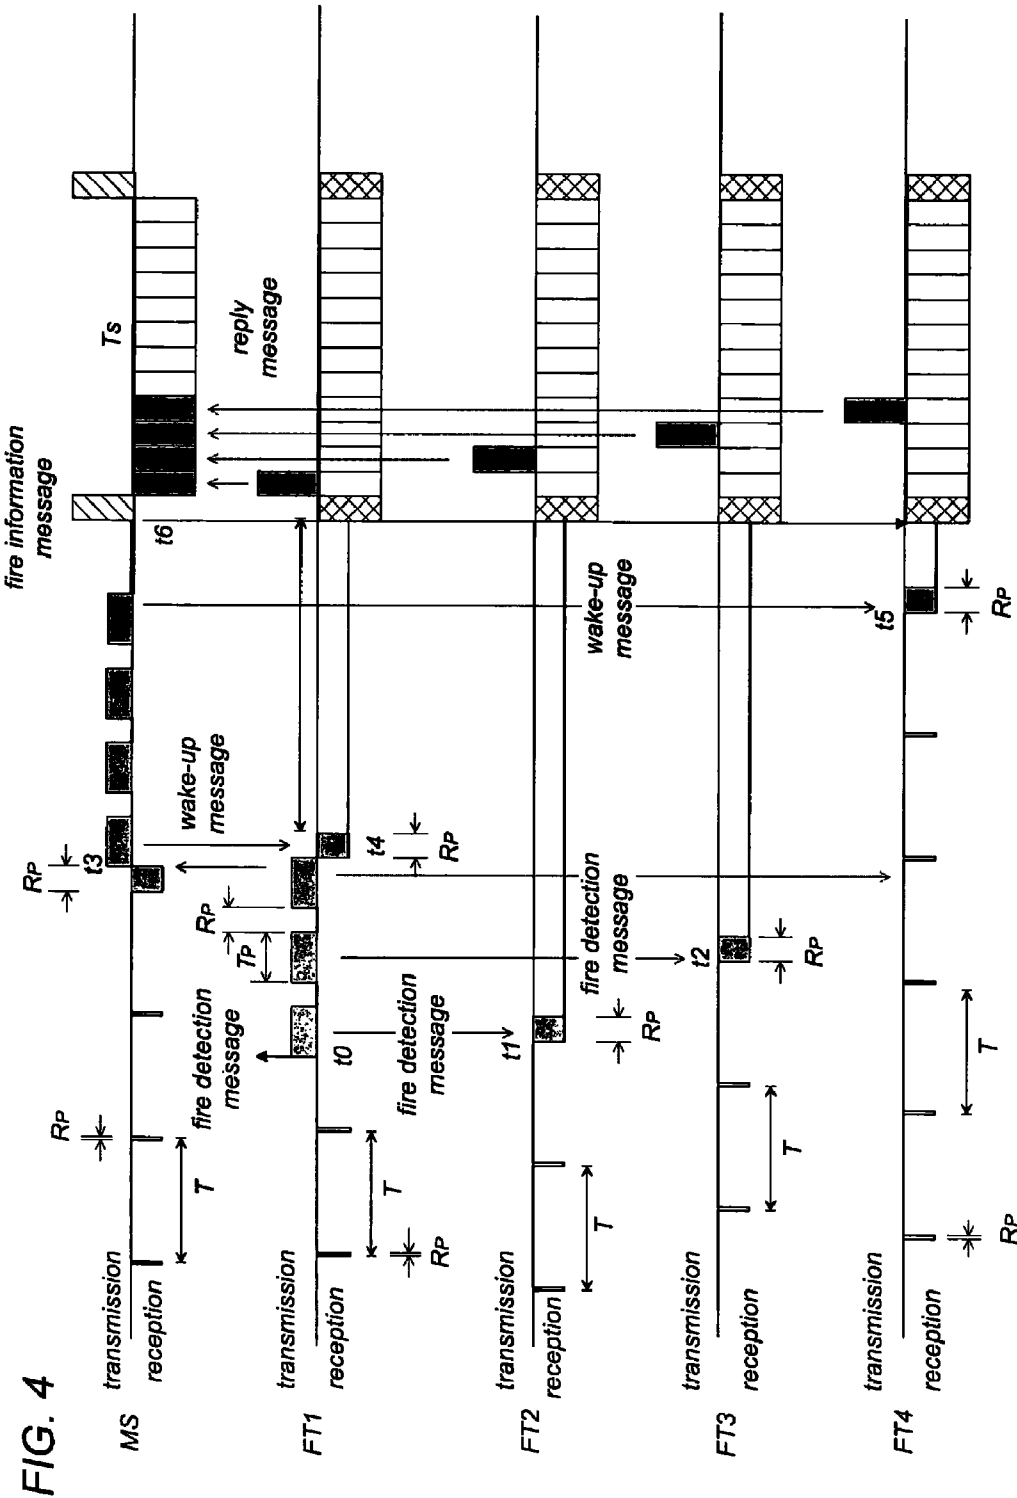 FIG. 4
MS
transmission
reception
T
RP
fire detection
message
RP
t3
wake-up
message
fire information
message
t6
Ts
reply
message
FT1
transmission
reception
RP
T
t0
TP
RP
t4
RP
fire detection
message
FT2
transmission
reception
T
t1
RP
fire detection
message
wake-up
message
FT3
transmission
reception
T
t2
RP
FT4
transmission
reception
RP
T
t5
RP